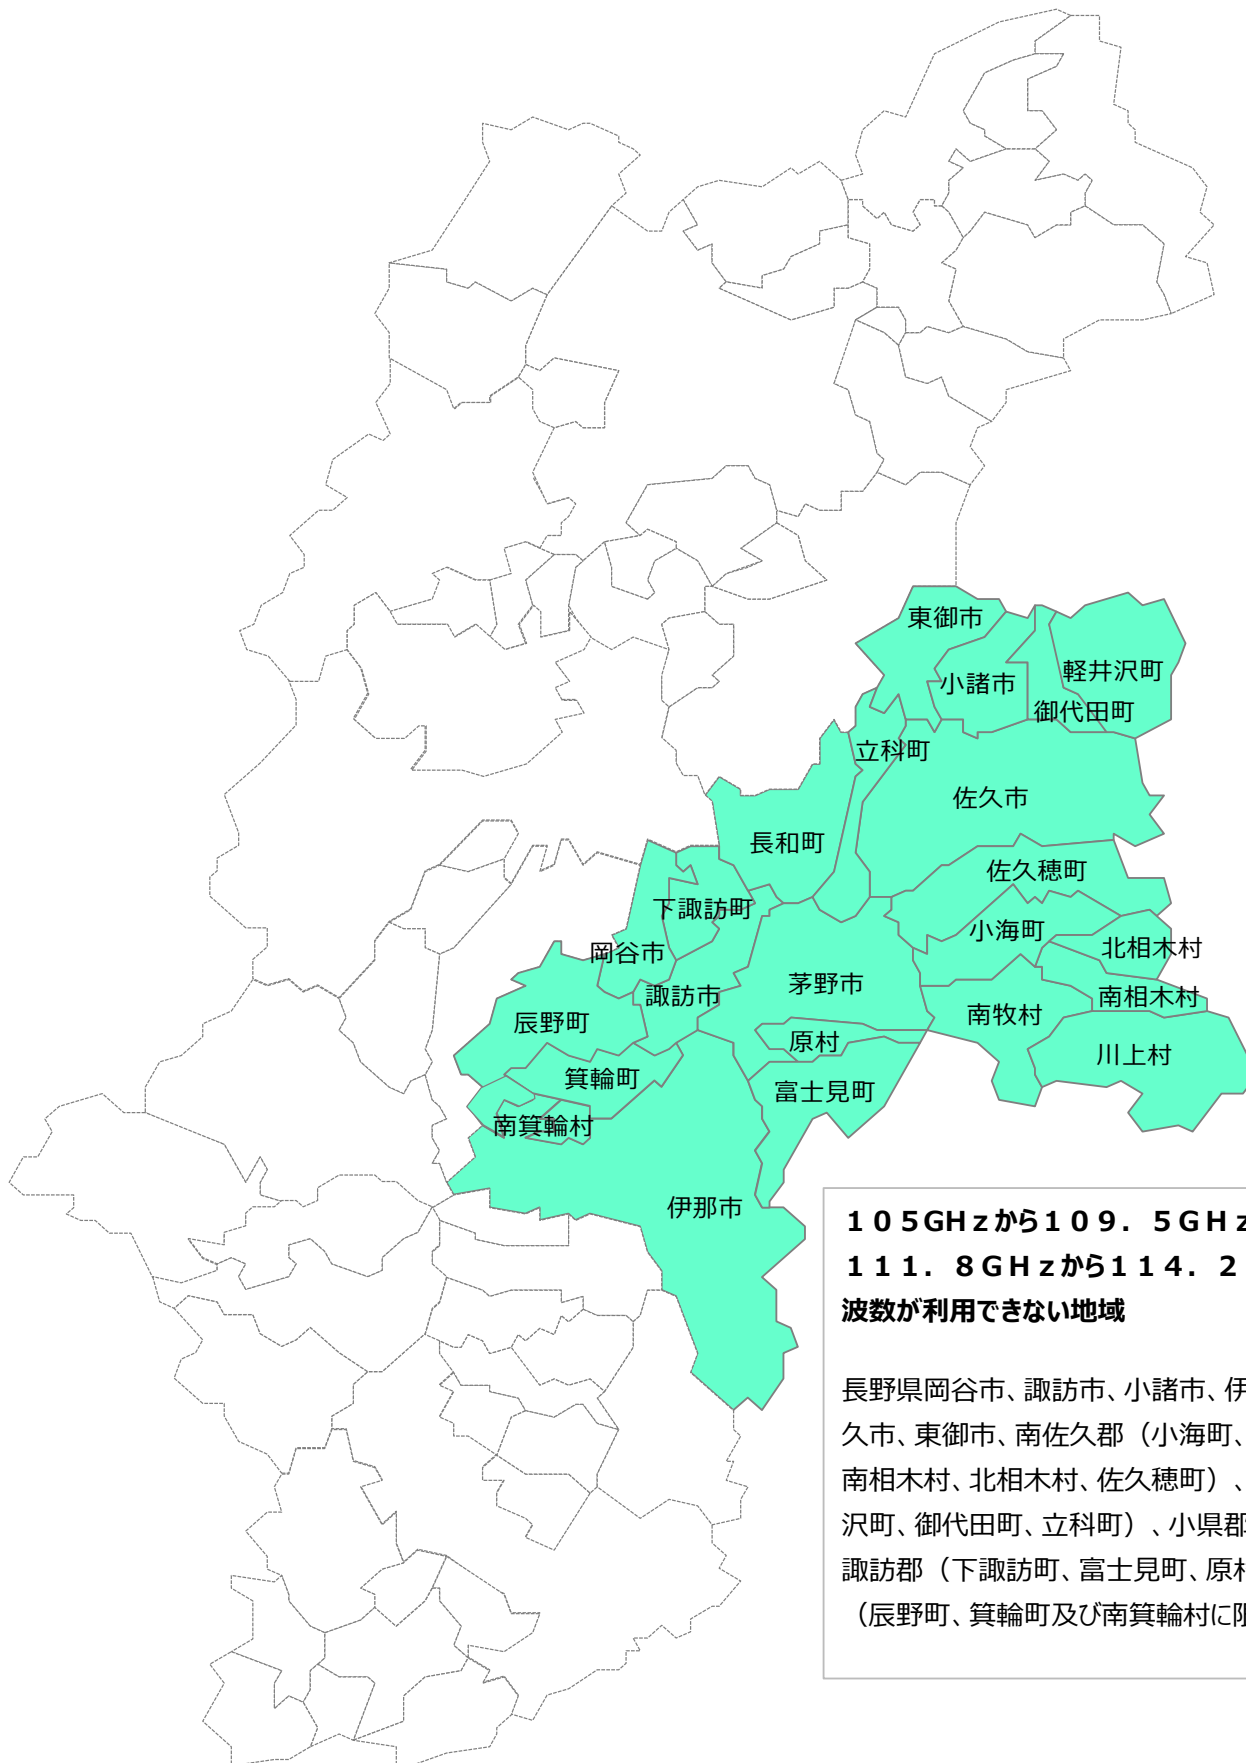 東御市
軽井沢町
小諸市
御代田町
立科町
佐久市
長和町
佐久穂町
下諏訪町
小海町
北相木村
岡谷市
茅野市
諏訪市
南相木村
南牧村
辰野町
原村
川上村
箕輪町
富士見町
南箕輪村
伊那市
１０５GHｚから１０９．５GHｚ
１１１．８GHｚから１１４．２
波数が利用できない地域
長野県岡谷市、諏訪市、小諸市、伊
久市、東御市、南佐久郡（小海町、
南相木村、北相木村、佐久穂町）、
沢町、御代田町、立科町）、小県郡
諏訪郡（下諏訪町、富士見町、原村
（辰野町、箕輪町及び南箕輪村に限